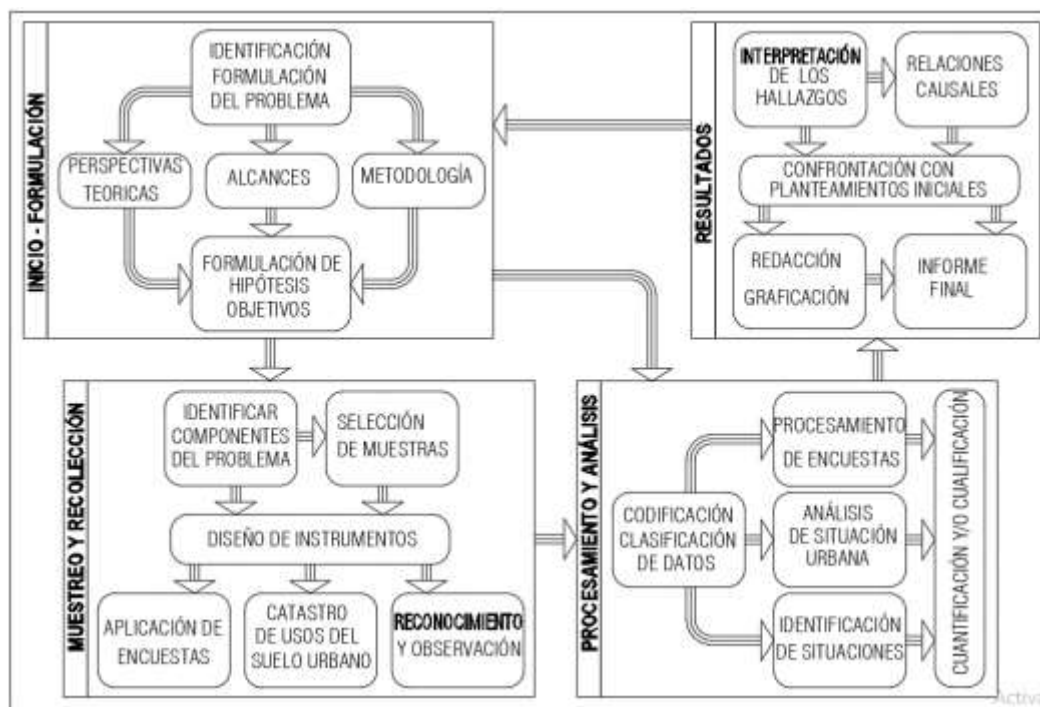 INICIO - FORMULACIÓN
IDENTIFICACIÓN
FORMULACIÓN
DEL PROBLEMA
PERSPECTIVAS
TEORICAS
ALCANCES
METODOLOGÍA
FORMULACIÓN DE
HIPÓTESIS
OBJETIVOS
MUESTREO Y RECOLECCIÓN
IDENTIFICAR
COMPONENTES
DEL PROBLEMA
SELECCIÓN
DE MUESTRAS
DISEÑO DE INSTRUMENTOS
APLICACIÓN DE
ENCUESTAS
CATASTRO
DE USOS DEL
SUELO URBANO
RECONOCIMIENTO
Y OBSERVACIÓN
PROCESAMIENTO Y ANÁLISIS
CODIFICACIÓN
CLASIFICACIÓN
DE DATOS
PROCESAMIENTO
DE ENCUESTAS
ANÁLISIS
DE SITUACIÓN
URBANA
IDENTIFICACIÓN
DE SITUACIONES
CUANTIFICACIÓN Y/O CUALIFICACIÓN
RESULTADOS
INTERPRETACIÓN
DE LOS
HALLAZGOS
RELACIONES
CAUSALES
CONFRONTACIÓN CON
PLANTEAMIENTOS INICIALES
REDACCIÓN
GRAFICACIÓN
INFORME
FINAL
Activa